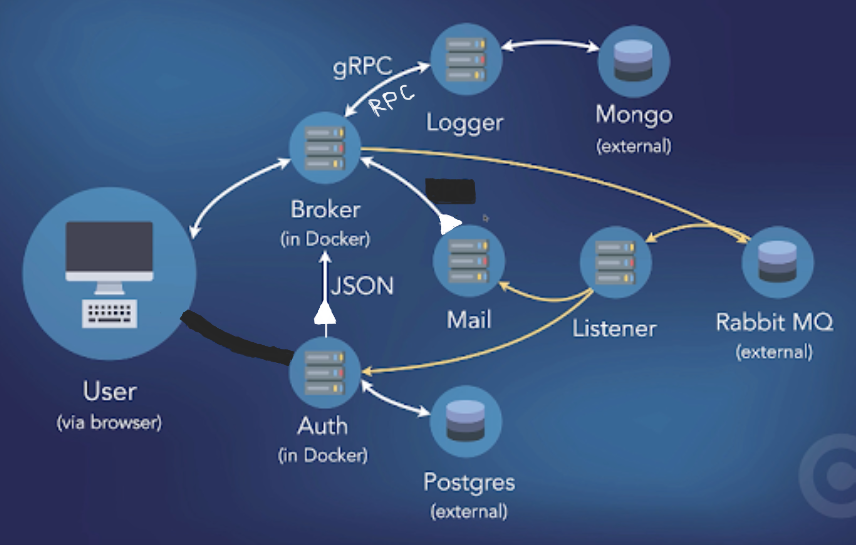 gRPC
RPC
Logger
Mongo
(external)
Broker
(in Docker)
JSON
Mail
Listener
Rabbit MQ
(external)
User
(via browser)
Auth
(in Docker)
Postgres
(external)